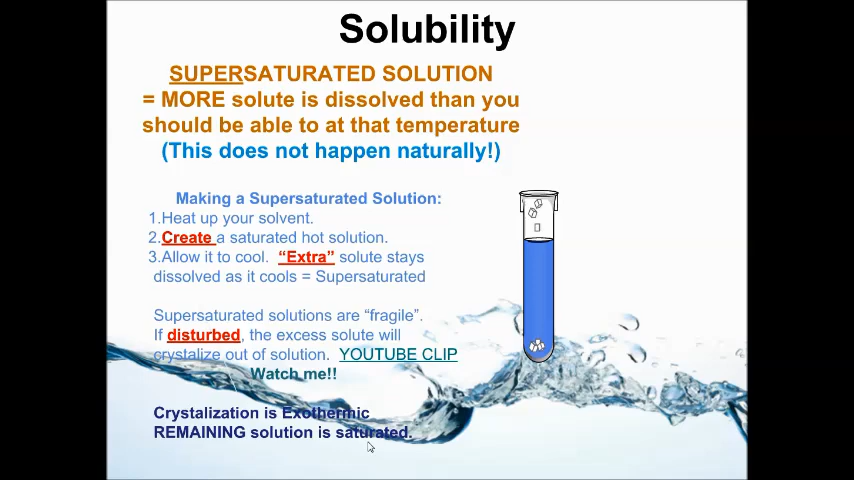 Solubility
SUPERSATURATED SOLUTION
= MORE solute is dissolved than you
should be able to at that temperature
(This does not happen naturally!)
Making a Supersaturated Solution:
1.Heat up your solvent.
2.Create a saturated hot solution.
3.Allow it to cool. “Extra” solute stays
dissolved as it cools = Supersaturated
Supersaturated solutions are “fragile”.
If disturbed, the excess solute will
crystalize out of solution. YOUTUBE CLIP
Watch me!!
Crystalization is Exothermic
REMAINING solution is saturated.